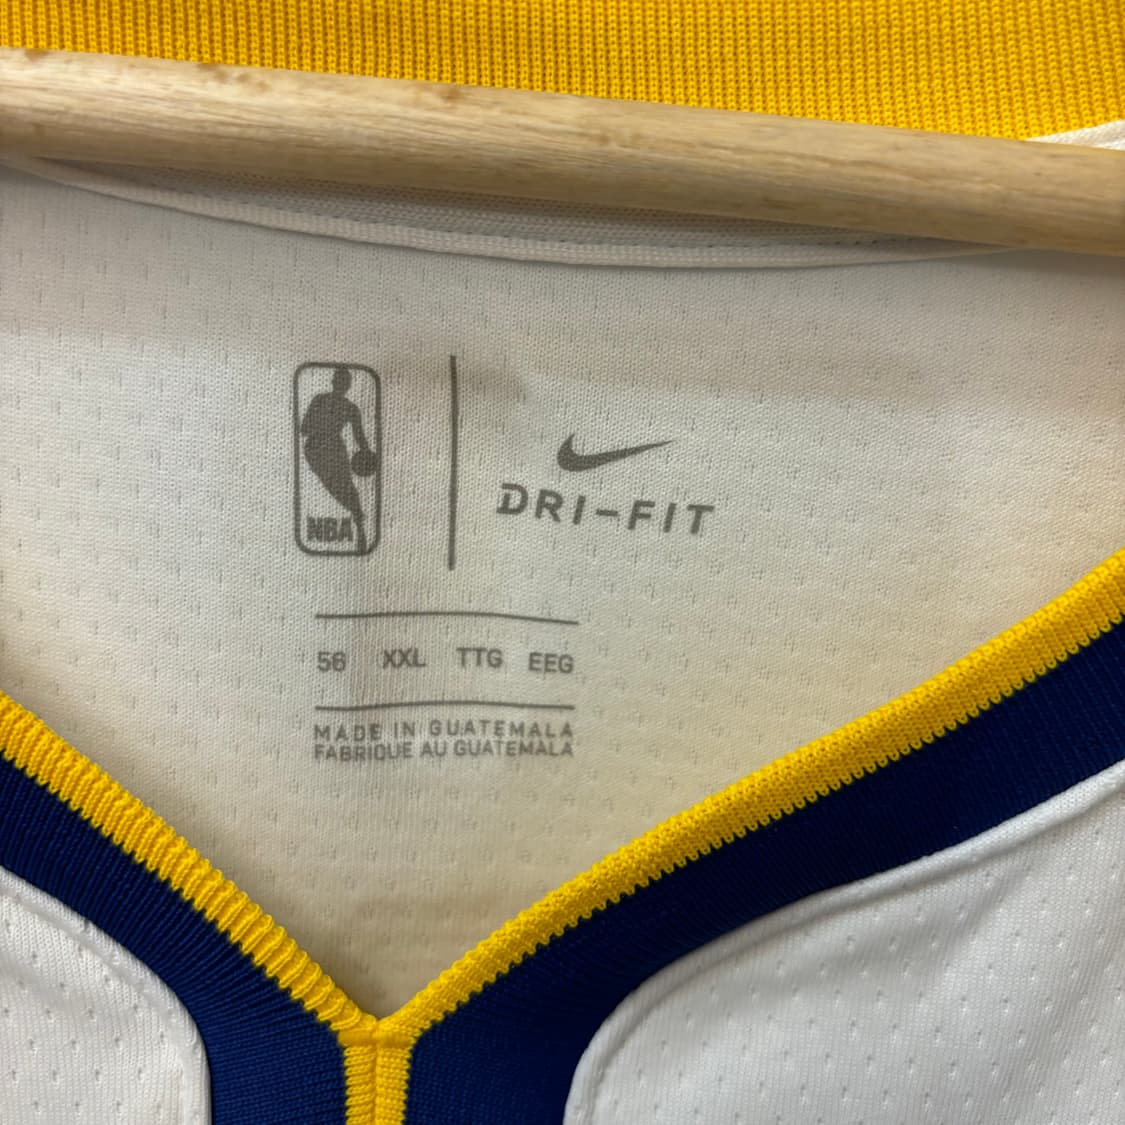 NBA
DRI-FIT
56 XXL TTG EEG
MADE IN GUATEMALA
FABRIQUE AU GUATEMALA